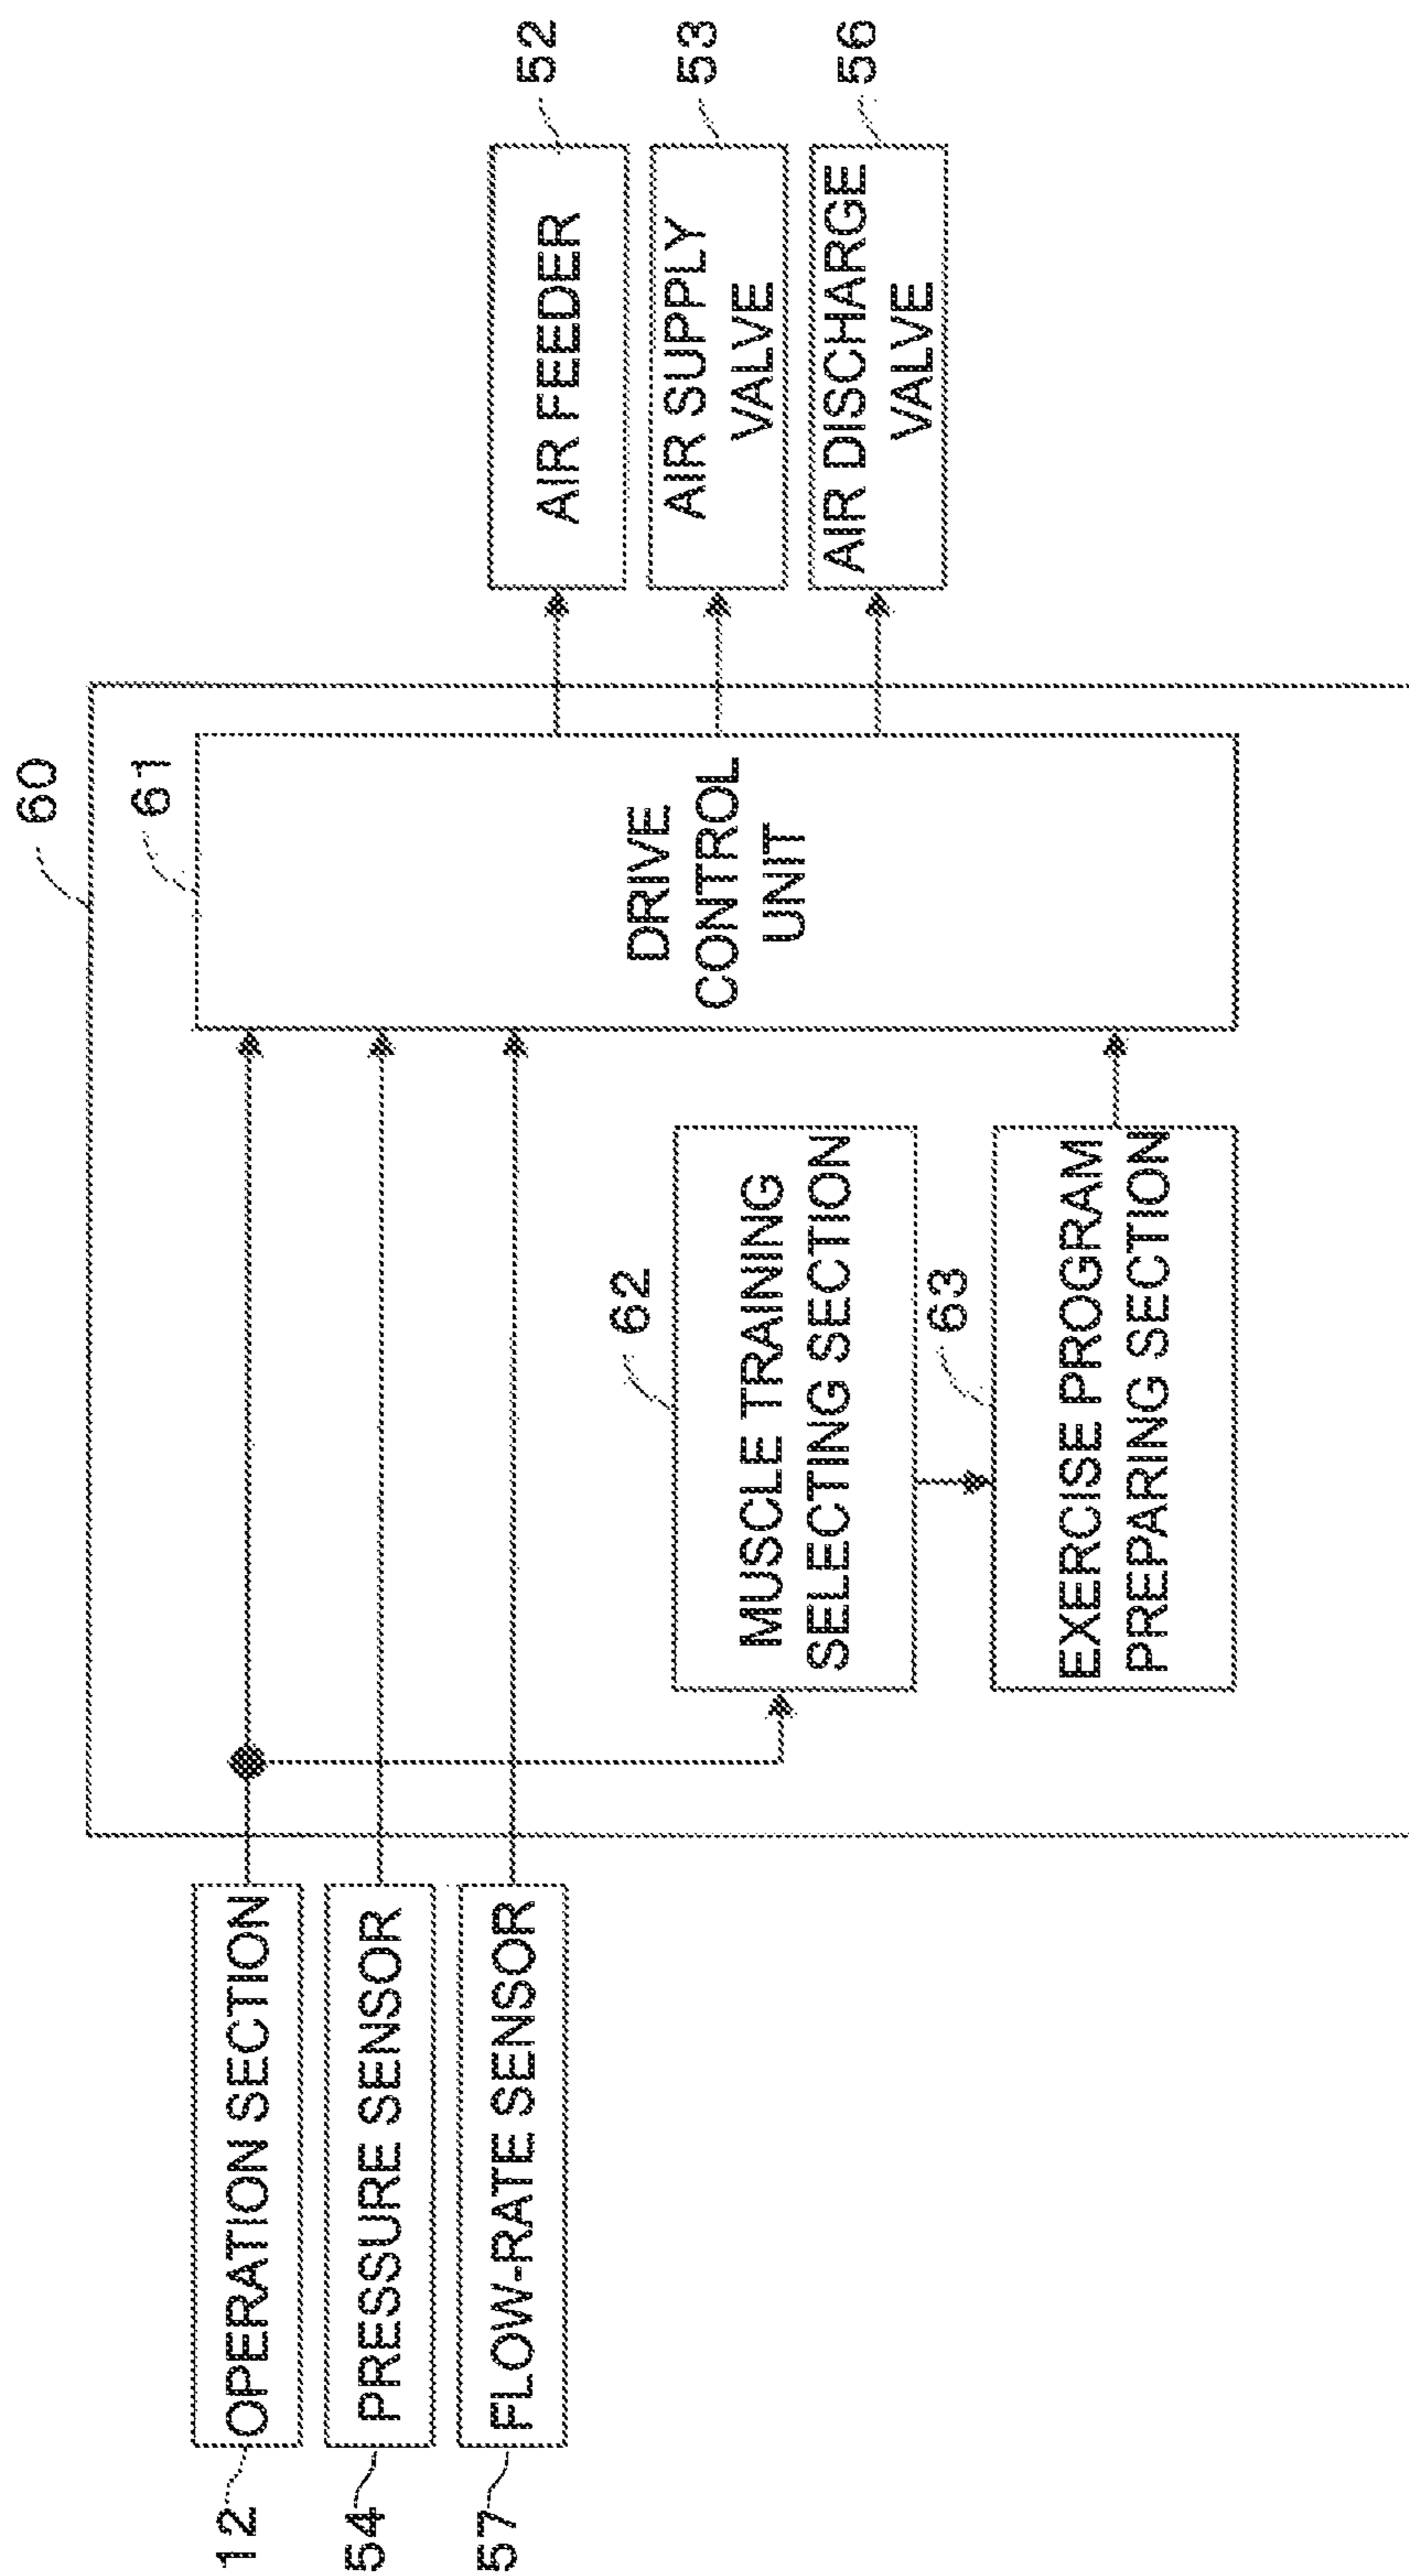 60
61
12
OPERATION SECTION
54
PRESSURE SENSOR
57
FLOW-RATE SENSOR
62
MUSCLE TRAINING
SELECTING SECTION
63
EXERCISE PROGRAM
PREPARING SECTION
DRIVE
CONTROL
UNIT
AIR FEEDER
52
AIR SUPPLY
VALVE
53
AIR DISCHARGE
VALVE
56